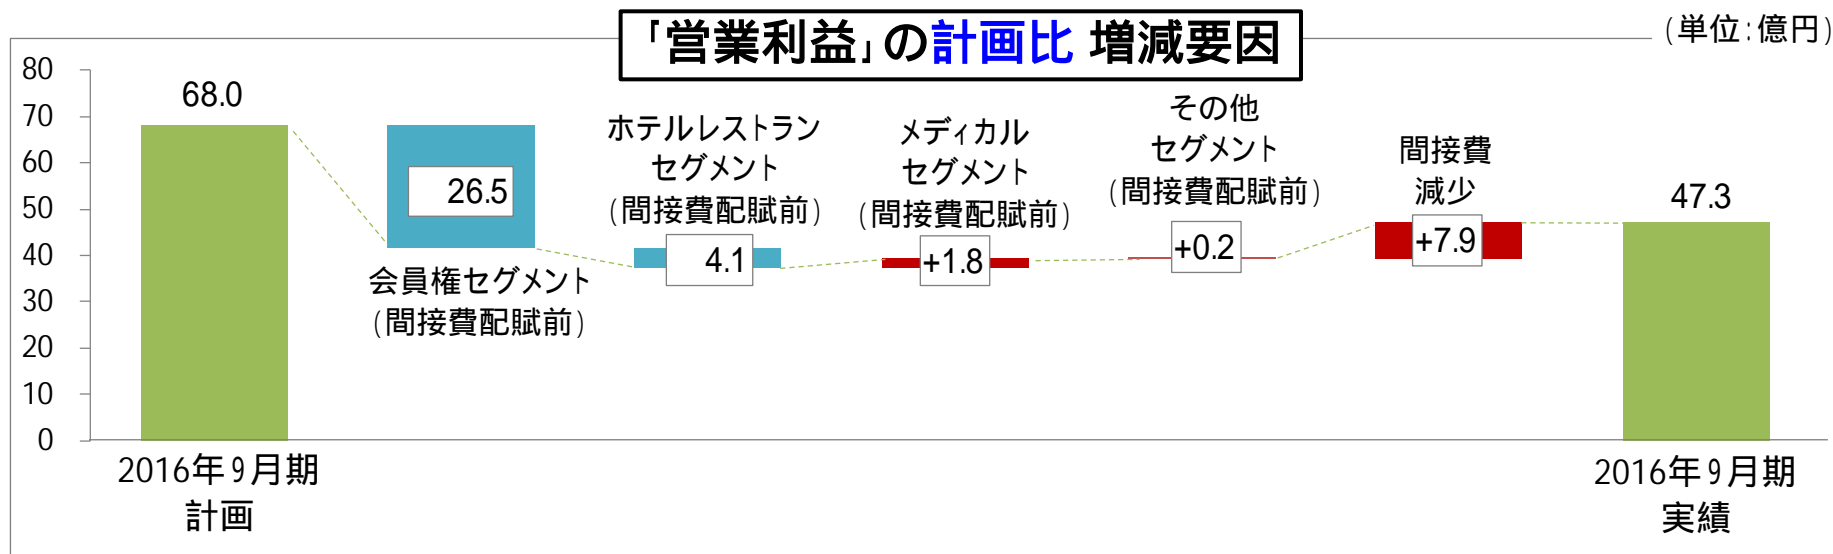 「営業利益」の計画比 増減要因
(単位:億円)
80
70
60
50
40
30
20
10
0
68.0
26.5
会員権セグメント
(間接費配賦前)
ホテルレストラン
セグメント
(間接費配賦前)
4.1
メディカル
セグメント
(間接費配賦前)
+1.8
その他
セグメント
(間接費配賦前)
+0.2
間接費
減少
+7.9
47.3
2016年9月期
計画
2016年9月期
実績